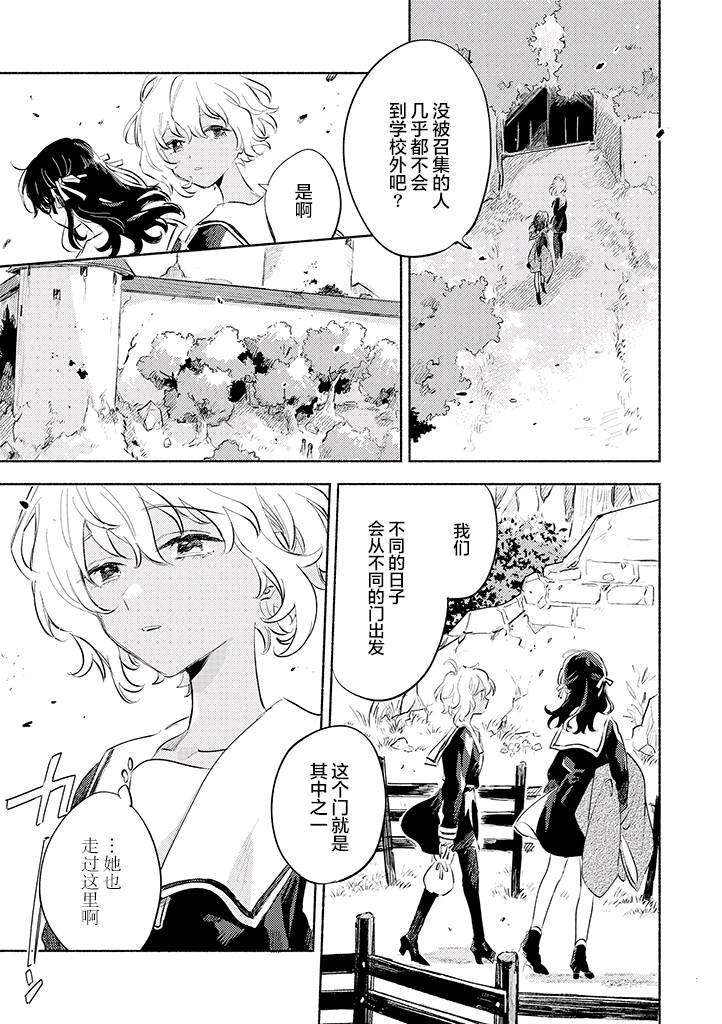 没被召集的人
几乎都不会
到学校外吧？
是啊
我们
不同的日子
会从不同的门出发
这个门就是
其中之一
…她也
走过这里啊